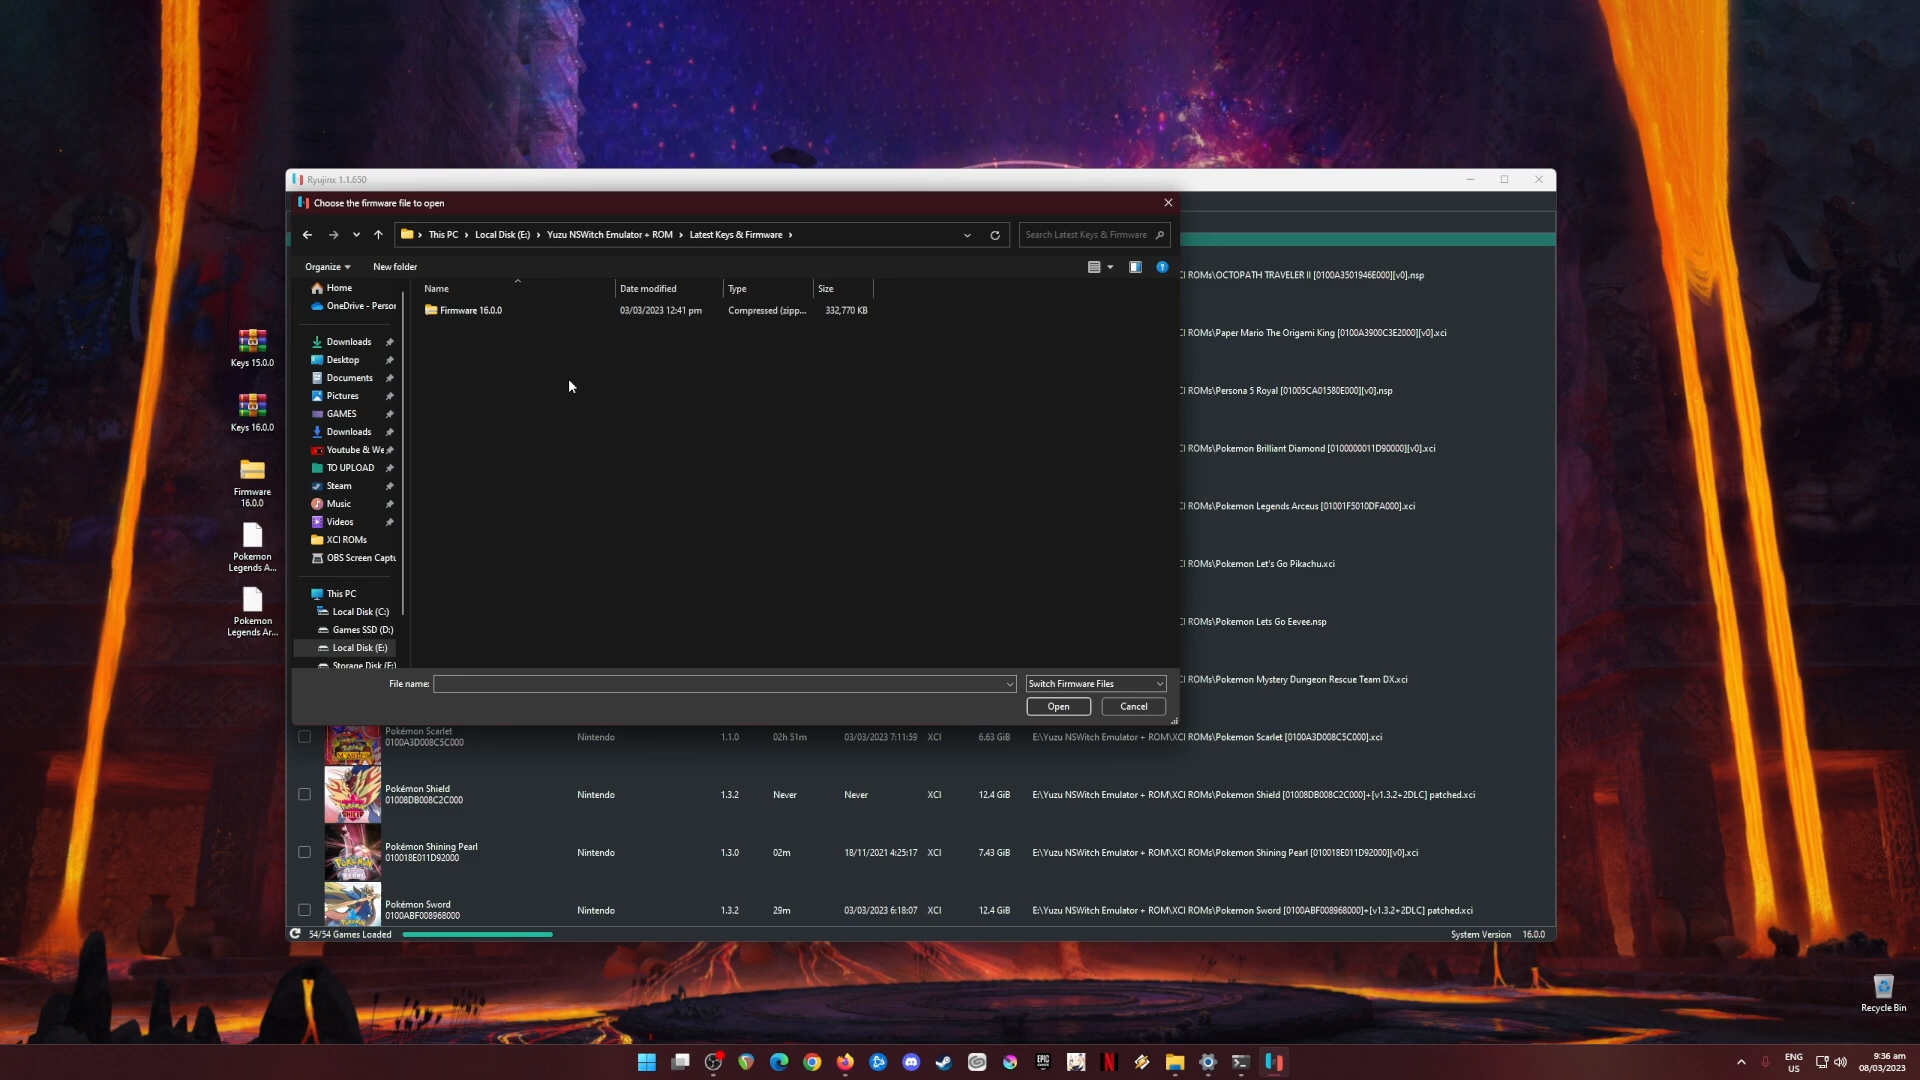 Ryujinx 1.1.650
Choose the firmware file to open
This PC
Local Disk (E:)
Yuzu NSWitch Emulator + ROM
Latest Keys & Firmware
Search Latest Keys & Firmware
Organize
New folder
Name
Date modified
Type
Size
Firmware 16.0.0
03/03/2023 12:41 pm
Compressed (zipp...
332,770 KB
Home
OneDrive - Persor
Downloads
Desktop
Documents
Pictures
GAMES
Downloads
Youtube & We
TO UPLOAD
Steam
Music
Videos
XCI ROMs
OBS Screen Captu
This PC
Local Disk (C:)
Games SSD (D:)
Local Disk (E:)
Storage Disk (F:)
File name:
Switch Firmware Files
Open
Cancel
Keys 15.0.0
Keys 16.0.0
Firmware
16.0.0
Pokemon
Legends A...
Pokemon
Legends Ar...
CI ROMs\OCTOPATH TRAVELER II [0100A3501946E000][v0].nsp
CI ROMs\Paper Mario The Origami King [0100A3900C3E2000][v0].xci
CI ROMs\Persona 5 Royal [01005CA01580E000][v0].nsp
CI ROMs\Pokemon Brilliant Diamond [0100000011D90000][v0].xci
CI ROMs\Pokemon Legends Arceus [01001F5010DFA000].xci
CI ROMs\Pokemon Let's Go Pikachu.xci
CI ROMs\Pokemon Lets Go Eevee.nsp
CI ROMs\Pokemon Mystery Dungeon Rescue Team DX.xci
Pokémon Scarlet
0100A3D008C5C000
Nintendo
1.1.0
02h 51m
03/03/2023 7:11:59
XCI
6.63 GiB
E:\Yuzu NSWitch Emulator + ROM\XCI ROMs\Pokemon Scarlet [0100A3D008C5C000].xci
Pokémon Shield
01008DB008C2C000
Nintendo
1.3.2
Never
Never
XCI
12.4 GiB
E:\Yuzu NSWitch Emulator + ROM\XCI ROMs\Pokemon Shield [01008DB008C2C000]+[v1.3.2+2DLC] patched.xci
Pokémon Shining Pearl
010018E011D92000
Nintendo
1.3.0
02m
18/11/2021 4:25:17
XCI
7.43 GiB
E:\Yuzu NSWitch Emulator + ROM\XCI ROMs\Pokemon Shining Pearl [010018E011D92000][v0].xci
Pokémon Sword
0100ABF008968000
Nintendo
1.3.2
29m
03/03/2023 6:18:07
XCI
12.4 GiB
E:\Yuzu NSWitch Emulator + ROM\XCI ROMs\Pokemon Sword [0100ABF008968000]+[v1.3.2+2DLC] patched.xci
54/54 Games Loaded
System Version
16.0.0
Recycle Bin
ENG
US
9:36 am
08/03/2023